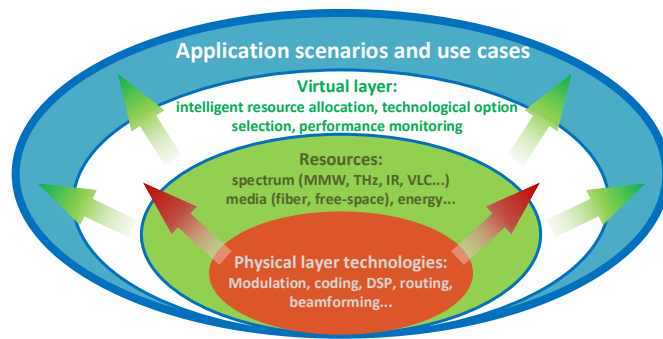 Application scenarios and use cases
Virtual layer:
intelligent resource allocation, technological option
selection, performance monitoring
Resources:
spectrum (MMW, THz, IR, VLC...)
media (fiber, free-space), energy...
Physical layer technologies:
Modulation, coding, DSP, routing,
beamforming...